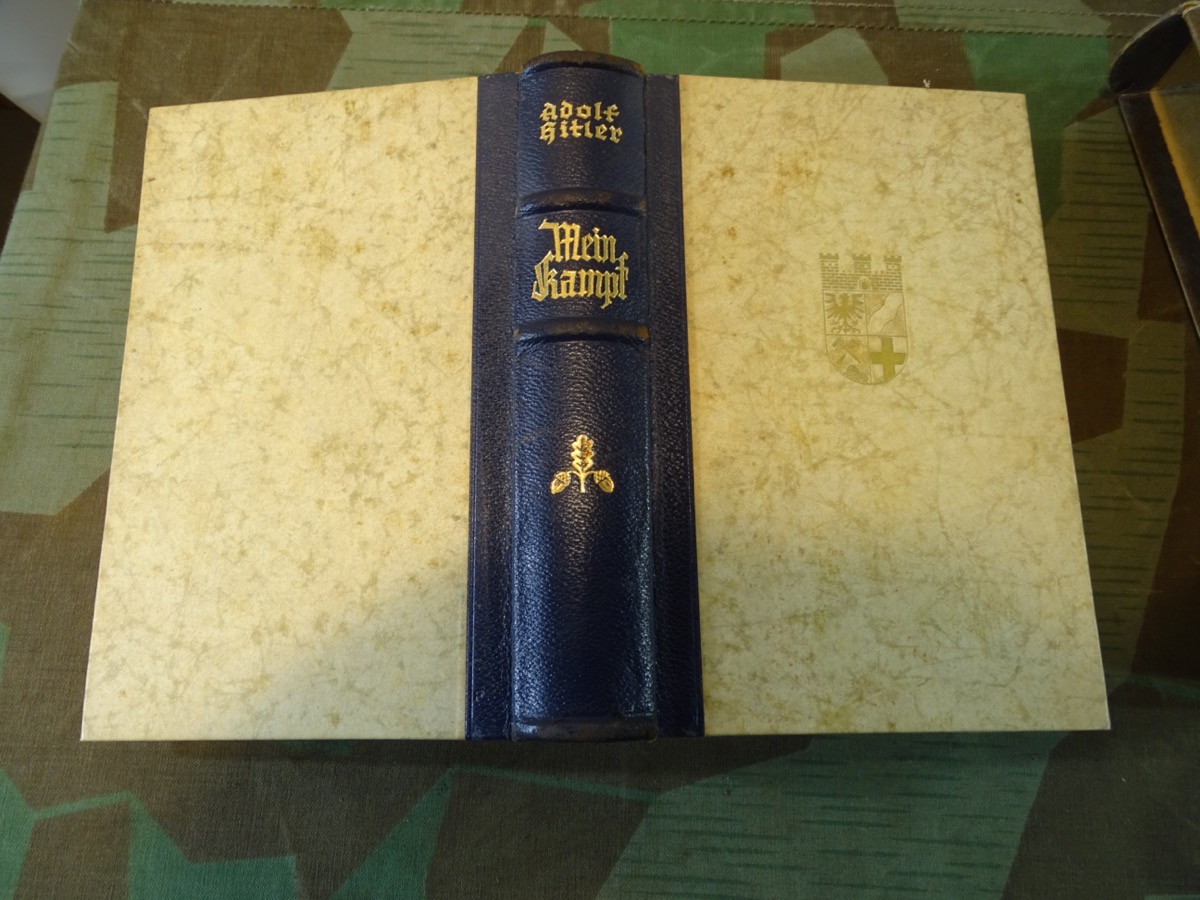 Adolf
Hitler
Mein
Kampf